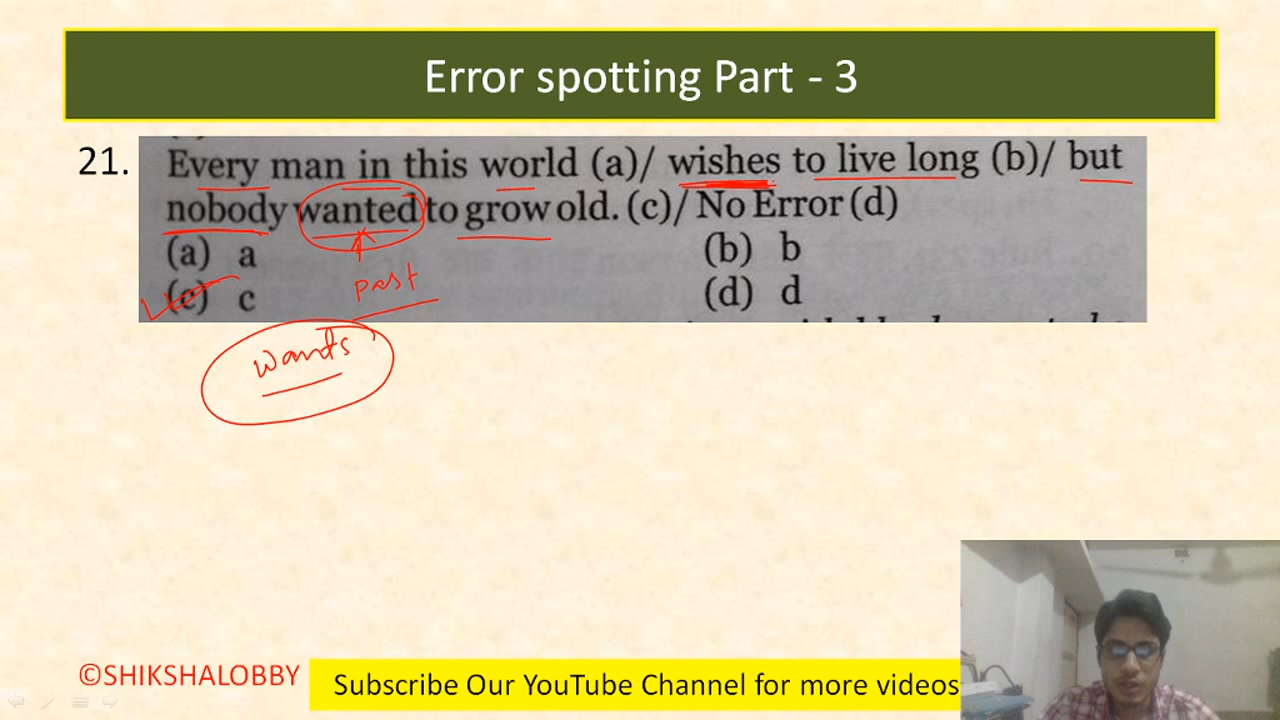 Error spotting Part - 3
21.
Every man in this world (a)/ wishes to live long (b)/ but
nobody wanted to grow old. (c)/ No Error (d)
(a) a (b) b
past
(c) c (d) d
wants
©SHIKSHALOBBY
Subscribe Our YouTube Channel for more videos